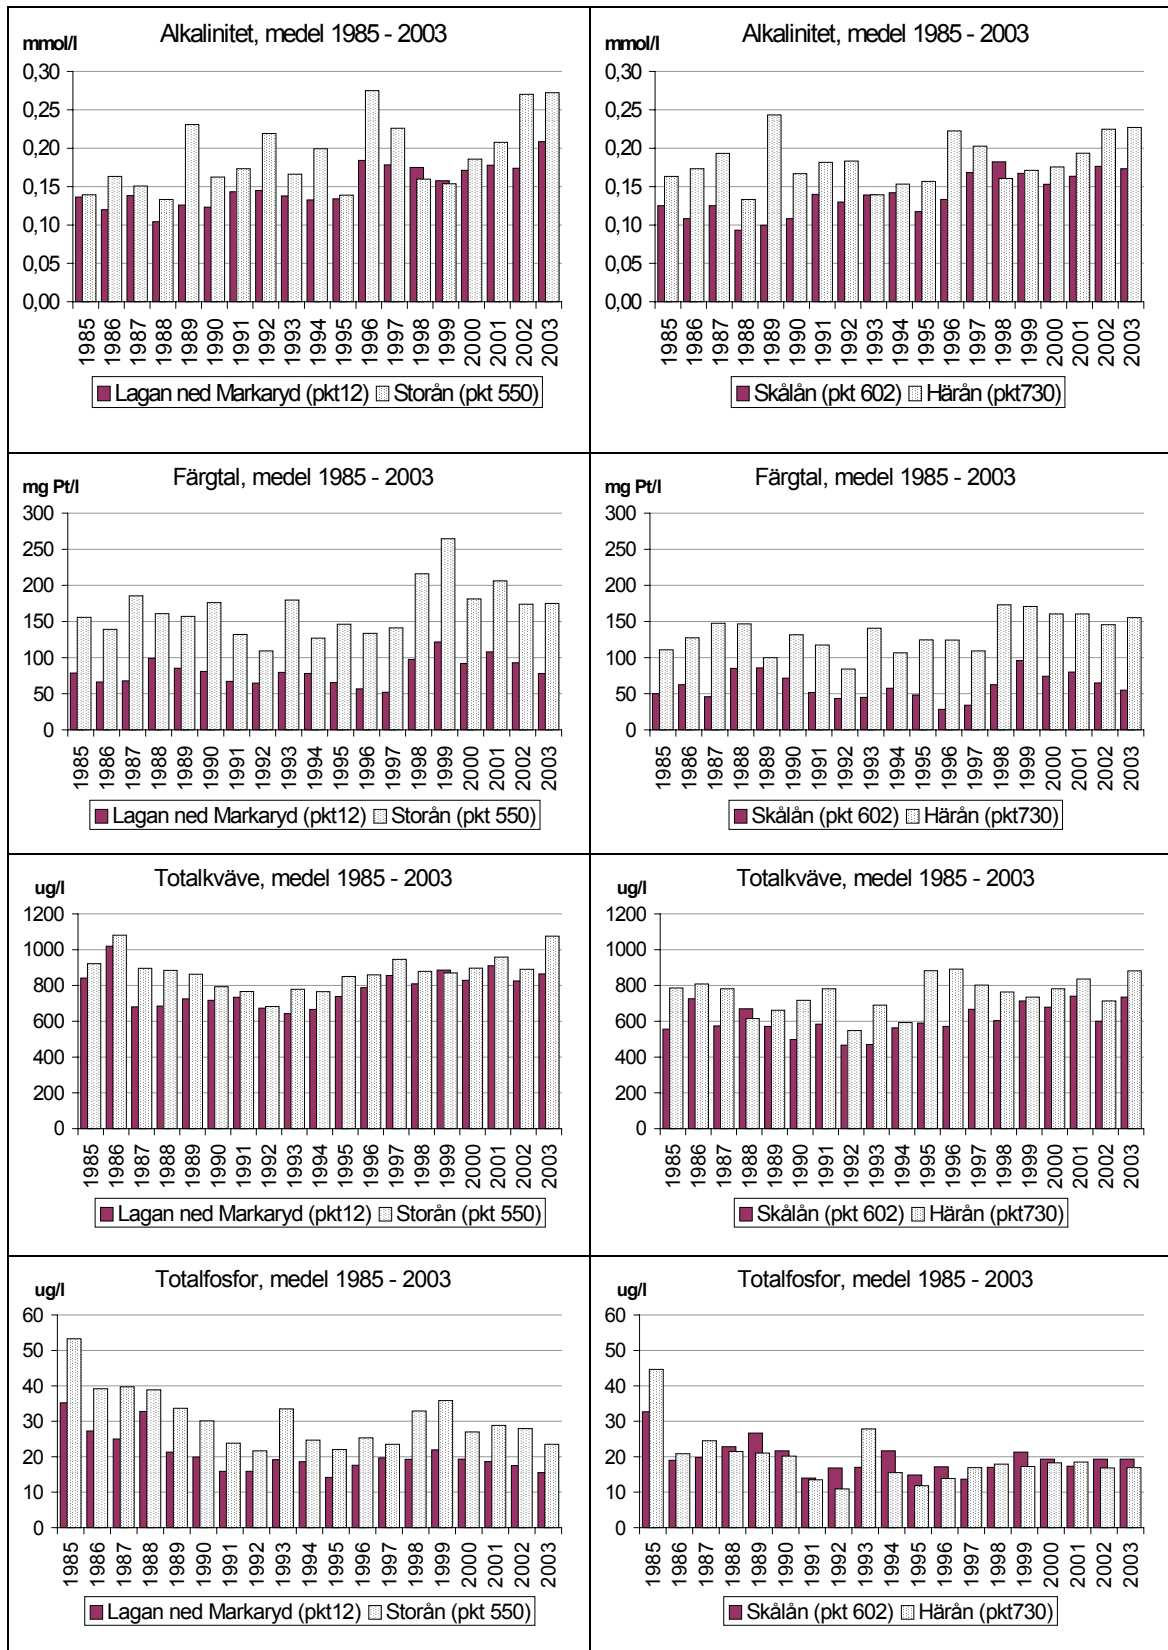 Alkalinitet, medel 1985 - 2003
mmol/l
0,30
0,25
0,20
0,15
0,10
0,05
0,00
1985 1986 1987 1988 1989 1990 1991 1992 1993 1994 1995 1996 1997 1998 1999 2000 2001 2002 2003
Lagan ned Markaryd (pkt12) Storån (pkt 550)
Alkalinitet, medel 1985 - 2003
mmol/l
0,30
0,25
0,20
0,15
0,10
0,05
0,00
1985 1986 1987 1988 1989 1990 1991 1992 1993 1994 1995 1996 1997 1998 1999 2000 2001 2002 2003
Skålån (pkt 602) Härån (pkt730)
Färgtal, medel 1985 - 2003
mg Pt/l
300
250
200
150
100
50
0
1985 1986 1987 1988 1989 1990 1991 1992 1993 1994 1995 1996 1997 1998 1999 2000 2001 2002 2003
Lagan ned Markaryd (pkt12) Storån (pkt 550)
Färgtal, medel 1985 - 2003
mg Pt/l
300
250
200
150
100
50
0
1985 1986 1987 1988 1989 1990 1991 1992 1993 1994 1995 1996 1997 1998 1999 2000 2001 2002 2003
Skålån (pkt 602) Härån (pkt730)
Totalkväve, medel 1985 - 2003
ug/l
1200
1000
800
600
400
200
0
1985 1986 1987 1988 1989 1990 1991 1992 1993 1994 1995 1996 1997 1998 1999 2000 2001 2002 2003
Lagan ned Markaryd (pkt12) Storån (pkt 550)
Totalkväve, medel 1985 - 2003
ug/l
1200
1000
800
600
400
200
0
1985 1986 1987 1988 1989 1990 1991 1992 1993 1994 1995 1996 1997 1998 1999 2000 2001 2002 2003
Skålån (pkt 602) Härån (pkt730)
Totalfosfor, medel 1985 - 2003
ug/l
60
50
40
30
20
10
0
1985 1986 1987 1988 1989 1990 1991 1992 1993 1994 1995 1996 1997 1998 1999 2000 2001 2002 2003
Lagan ned Markaryd (pkt12) Storån (pkt 550)
Totalfosfor, medel 1985 - 2003
ug/l
60
50
40
30
20
10
0
1985 1986 1987 1988 1989 1990 1991 1992 1993 1994 1995 1996 1997 1998 1999 2000 2001 2002 2003
Skålån (pkt 602) Härån (pkt730)